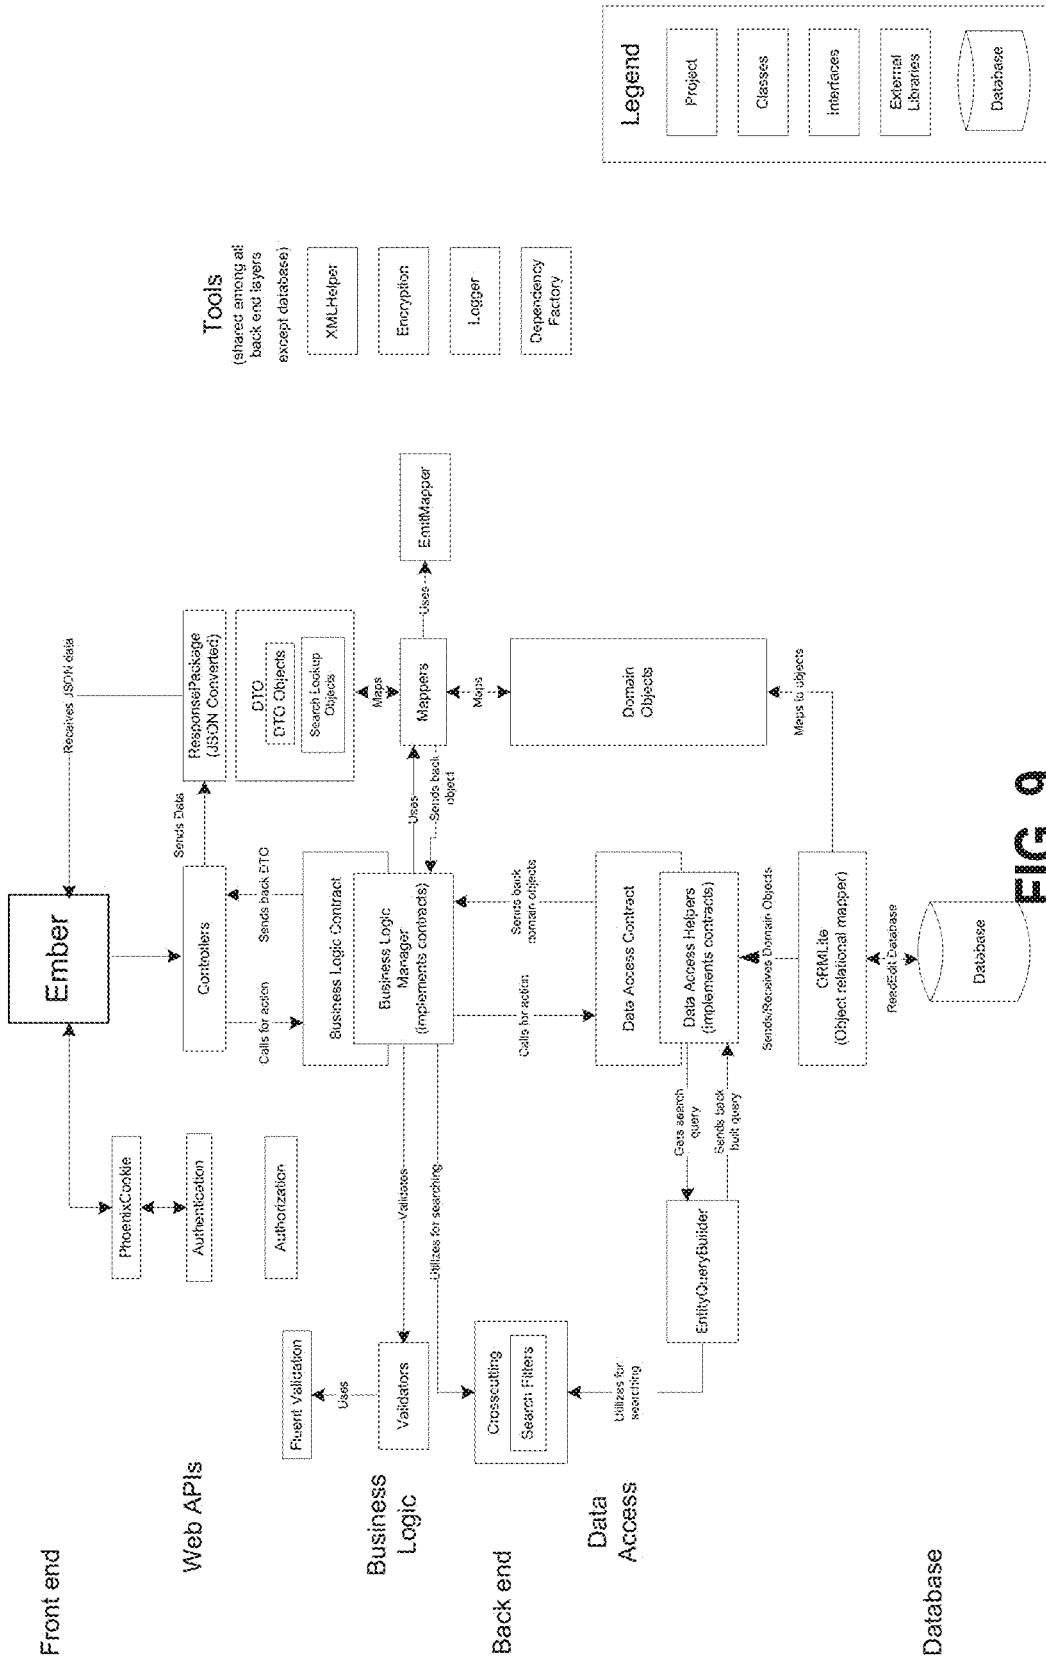 Front end
Ember
Receives JSON data
PhoenixCookie
Web APIs
Authentication
Authorization
Controllers
Sends Data
ResponsePackage
(JSON Converted)
Calls for action
Sends back DTO
DTO
DTO Objects
Search Lookup
Objects
Tools
(shared among all
back end layers
except database)
XMLHelper
Encryption
Logger
Dependency
Factory
Legend
Project
Classes
Interfaces
External
Libraries
Database
Business
Logic
Fluent Validation
Uses
Validators
Validates
Utilizes for searching
Business Logic Contract
Business Logic
Manager
(implements contracts)
Uses
Sends back
object
Maps
Mappers
Uses
EmitMapper
Maps
Back end
Crosscutting
Search Filters
Calls for action
Sends back
domain objects
Domain
Objects
Data
Access
Utilizes for
searching
EntityQueryBuilder
Gets search
query
Sends back
built query
Data Access Contract
Data Access Helpers
(implements contracts)
Sends/Receives Domain Objects
Maps to objects
ORMLite
(Object relational mapper)
Read/Edit Database
Database
Database
FIG. 9